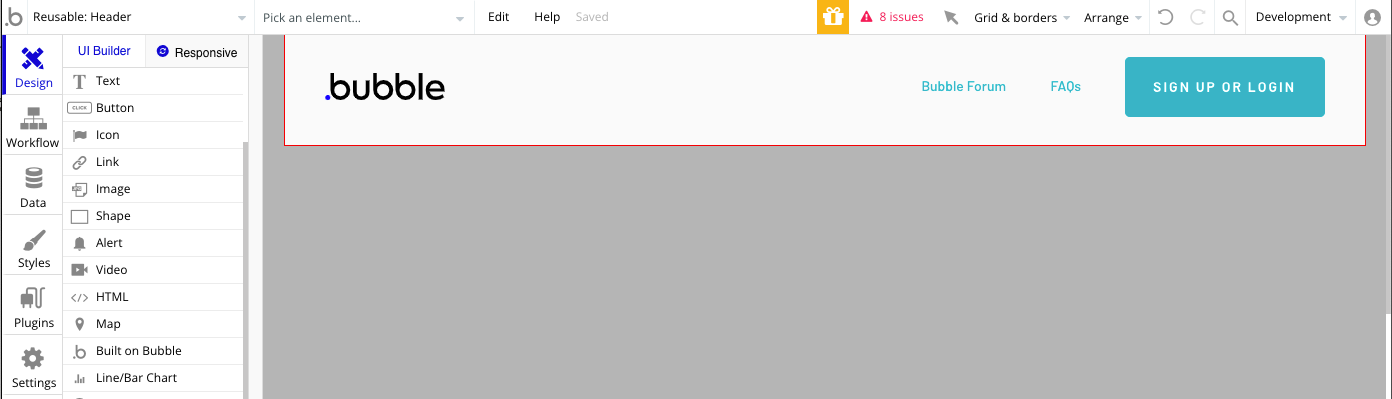 Reusable: Header
Pick an element...
Edit
Help
Saved
8 issues
Grid & borders
Arrange
Development
Design
Workflow
Data
Styles
Plugins
Settings
UI Builder
Responsive
Text
CLICK Button
Icon
Link
Image
Shape
Alert
Video
HTML
Map
Built on Bubble
Line/Bar Chart
.bubble
Bubble Forum
FAQs
SIGN UP OR LOGIN